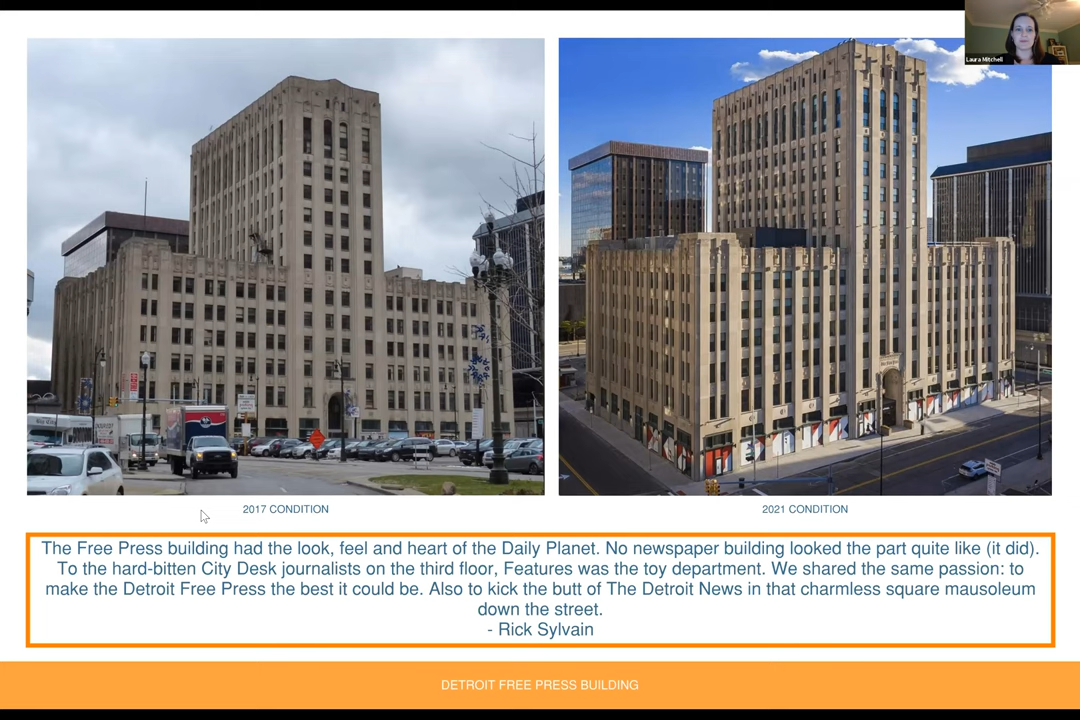 Laura Mitchell
2017 CONDITION
2021 CONDITION
The Free Press building had the look, feel and heart of the Daily Planet. No newspaper building looked the part quite like (it did).
To the hard-bitten City Desk journalists on the third floor, Features was the toy department. We shared the same passion: to
make the Detroit Free Press the best it could be. Also to kick the butt of The Detroit News in that charmless square mausoleum
down the street.
- Rick Sylvain
DETROIT FREE PRESS BUILDING